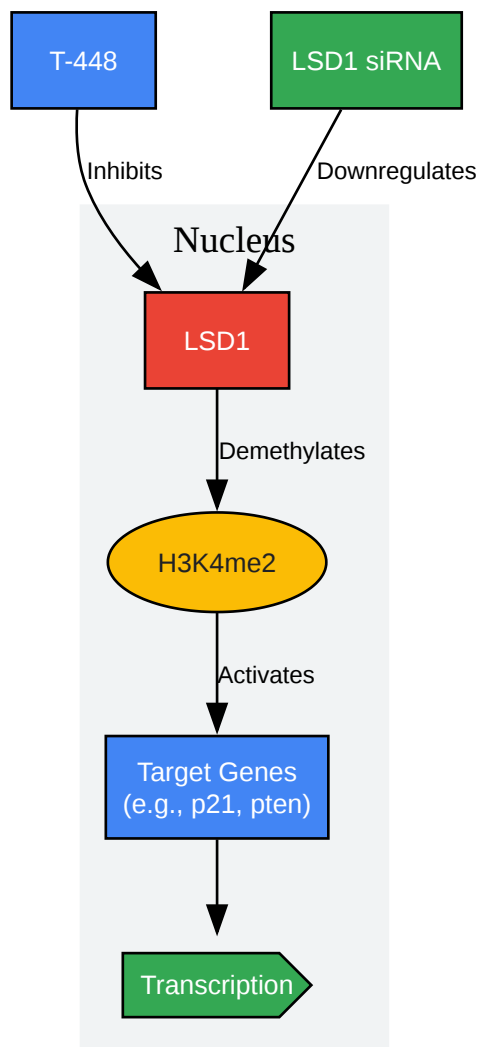 T-448
LSD1 siRNA
Inhibits
Downregulates
Nucleus
LSD1
Demethylates
H3K4me2
Activates
Target Genes
(e.g., p21, pten)
Transcription